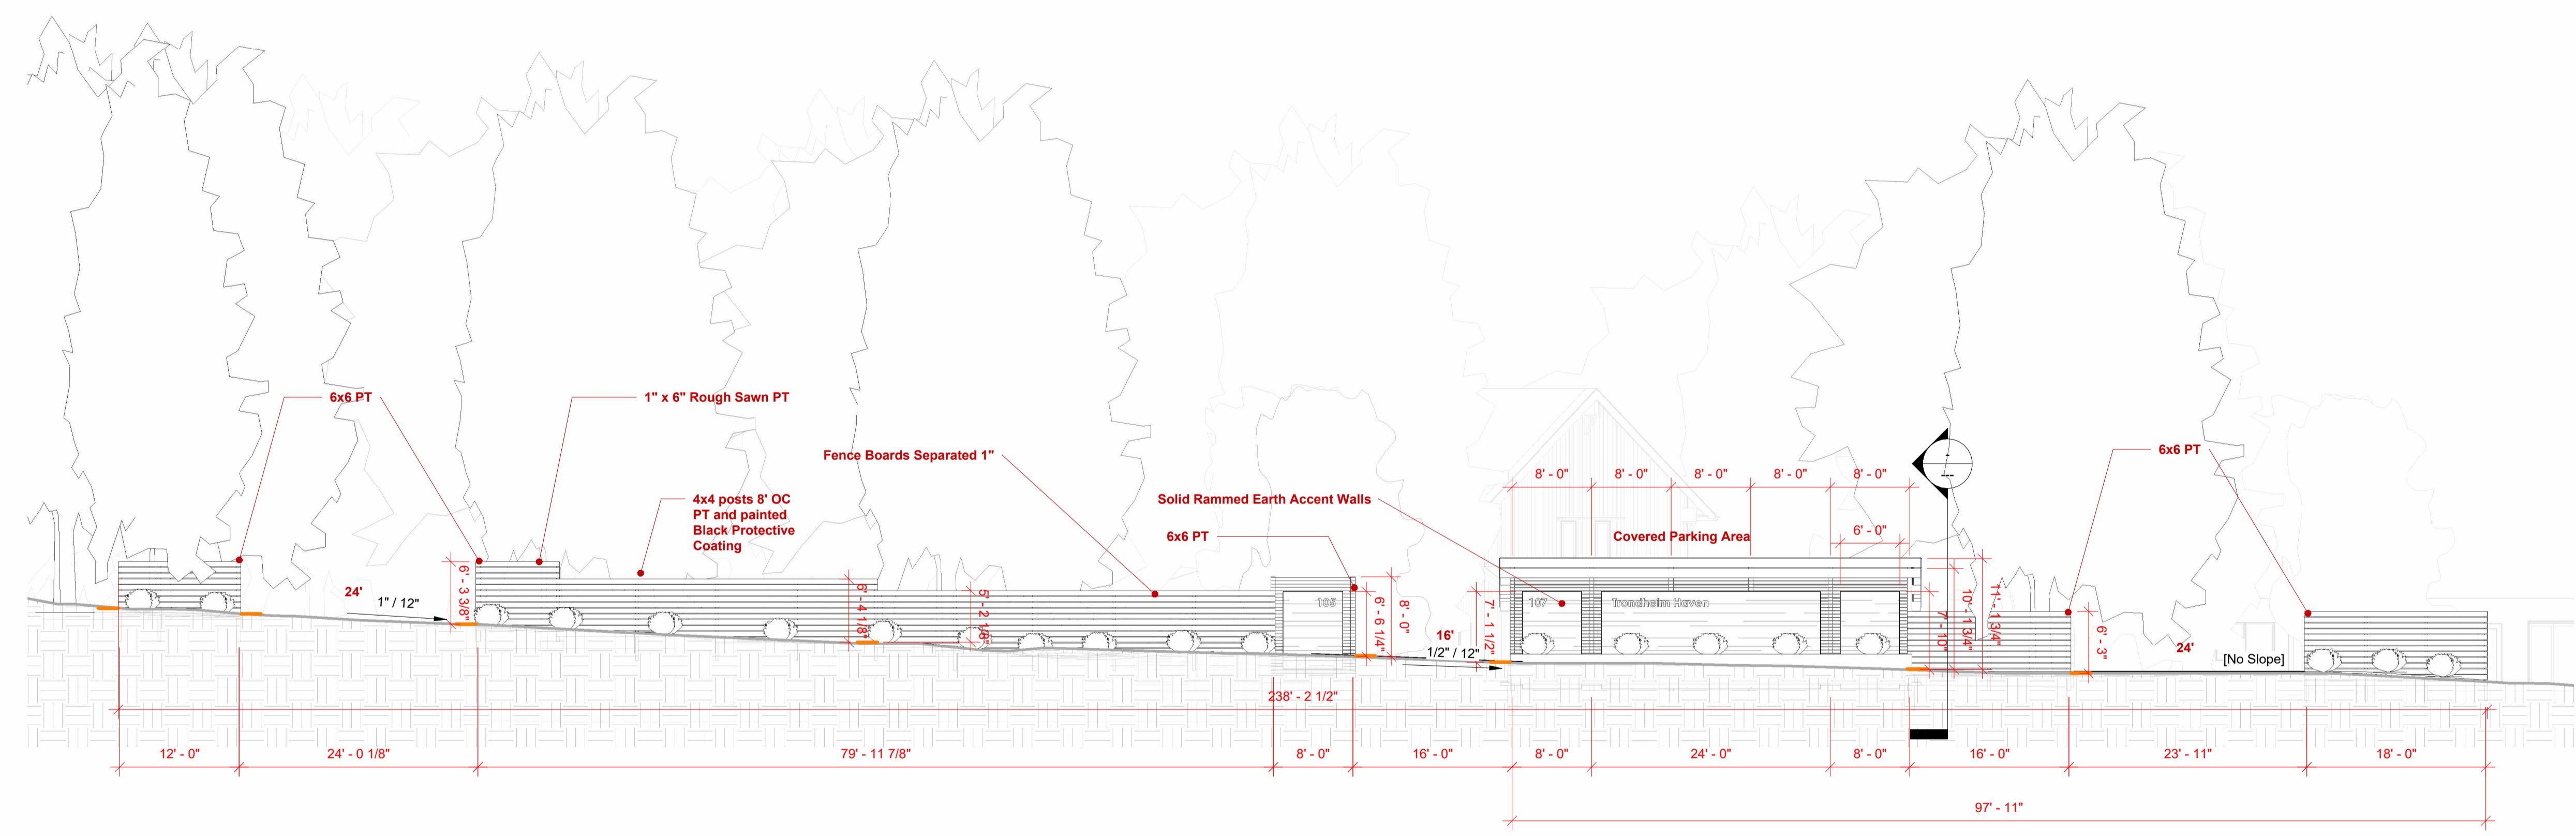 6x6 PT
1" x 6" Rough Sawn PT
6x6 PT
Fence Boards Separated 1"
8' - 0"
8' - 0"
8' - 0"
8' - 0"
8' - 0"
-
---
4x4 posts 8' OC
PT and painted
Black Protective
Coating
Solid Rammed Earth Accent Walls
6x6 PT
Covered Parking Area
6' - 0"
24'
1" / 12"
6' - 3 3/8"
6' - 4 1/8"
5' - 2 1/8"
105
6' - 6 1/4"
8' - 0"
16'
1/2" / 12"
7' - 1 1/2"
107
Trondheim Haven
7' - 10"
10' - 1 3/4"
11' - 1 3/4"
6' - 3"
24'
[No Slope]
238' - 2 1/2"
12' - 0"
24' - 0 1/8"
79' - 11 7/8"
8' - 0"
16' - 0"
8' - 0"
24' - 0"
8' - 0"
16' - 0"
23' - 11"
18' - 0"
97' - 11"